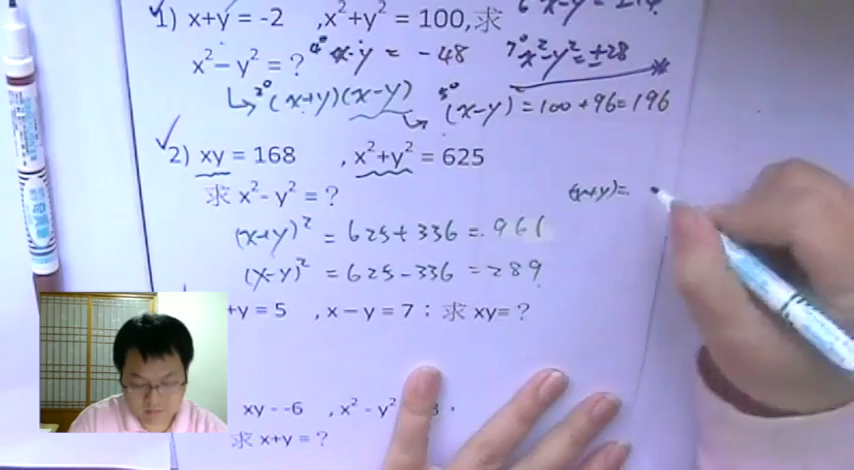 1) x+y = -2 , x²+y² = 100, 求
x² - y² = ? 4° x·y = -48 7° x²-y² = ±28
3° (x+y)(x-y) 5° (x-y) = 100+96=196
2) xy = 168 , x²+y² = 625
求 x² - y² = ? (x+y)=
(x+y)² = 625+336 = 961
(x-y)² = 625-336 = 289
+y = 5 , x－y = 7：求 xy= ?
xy = -6 , x² - y²
求 x+y = ?